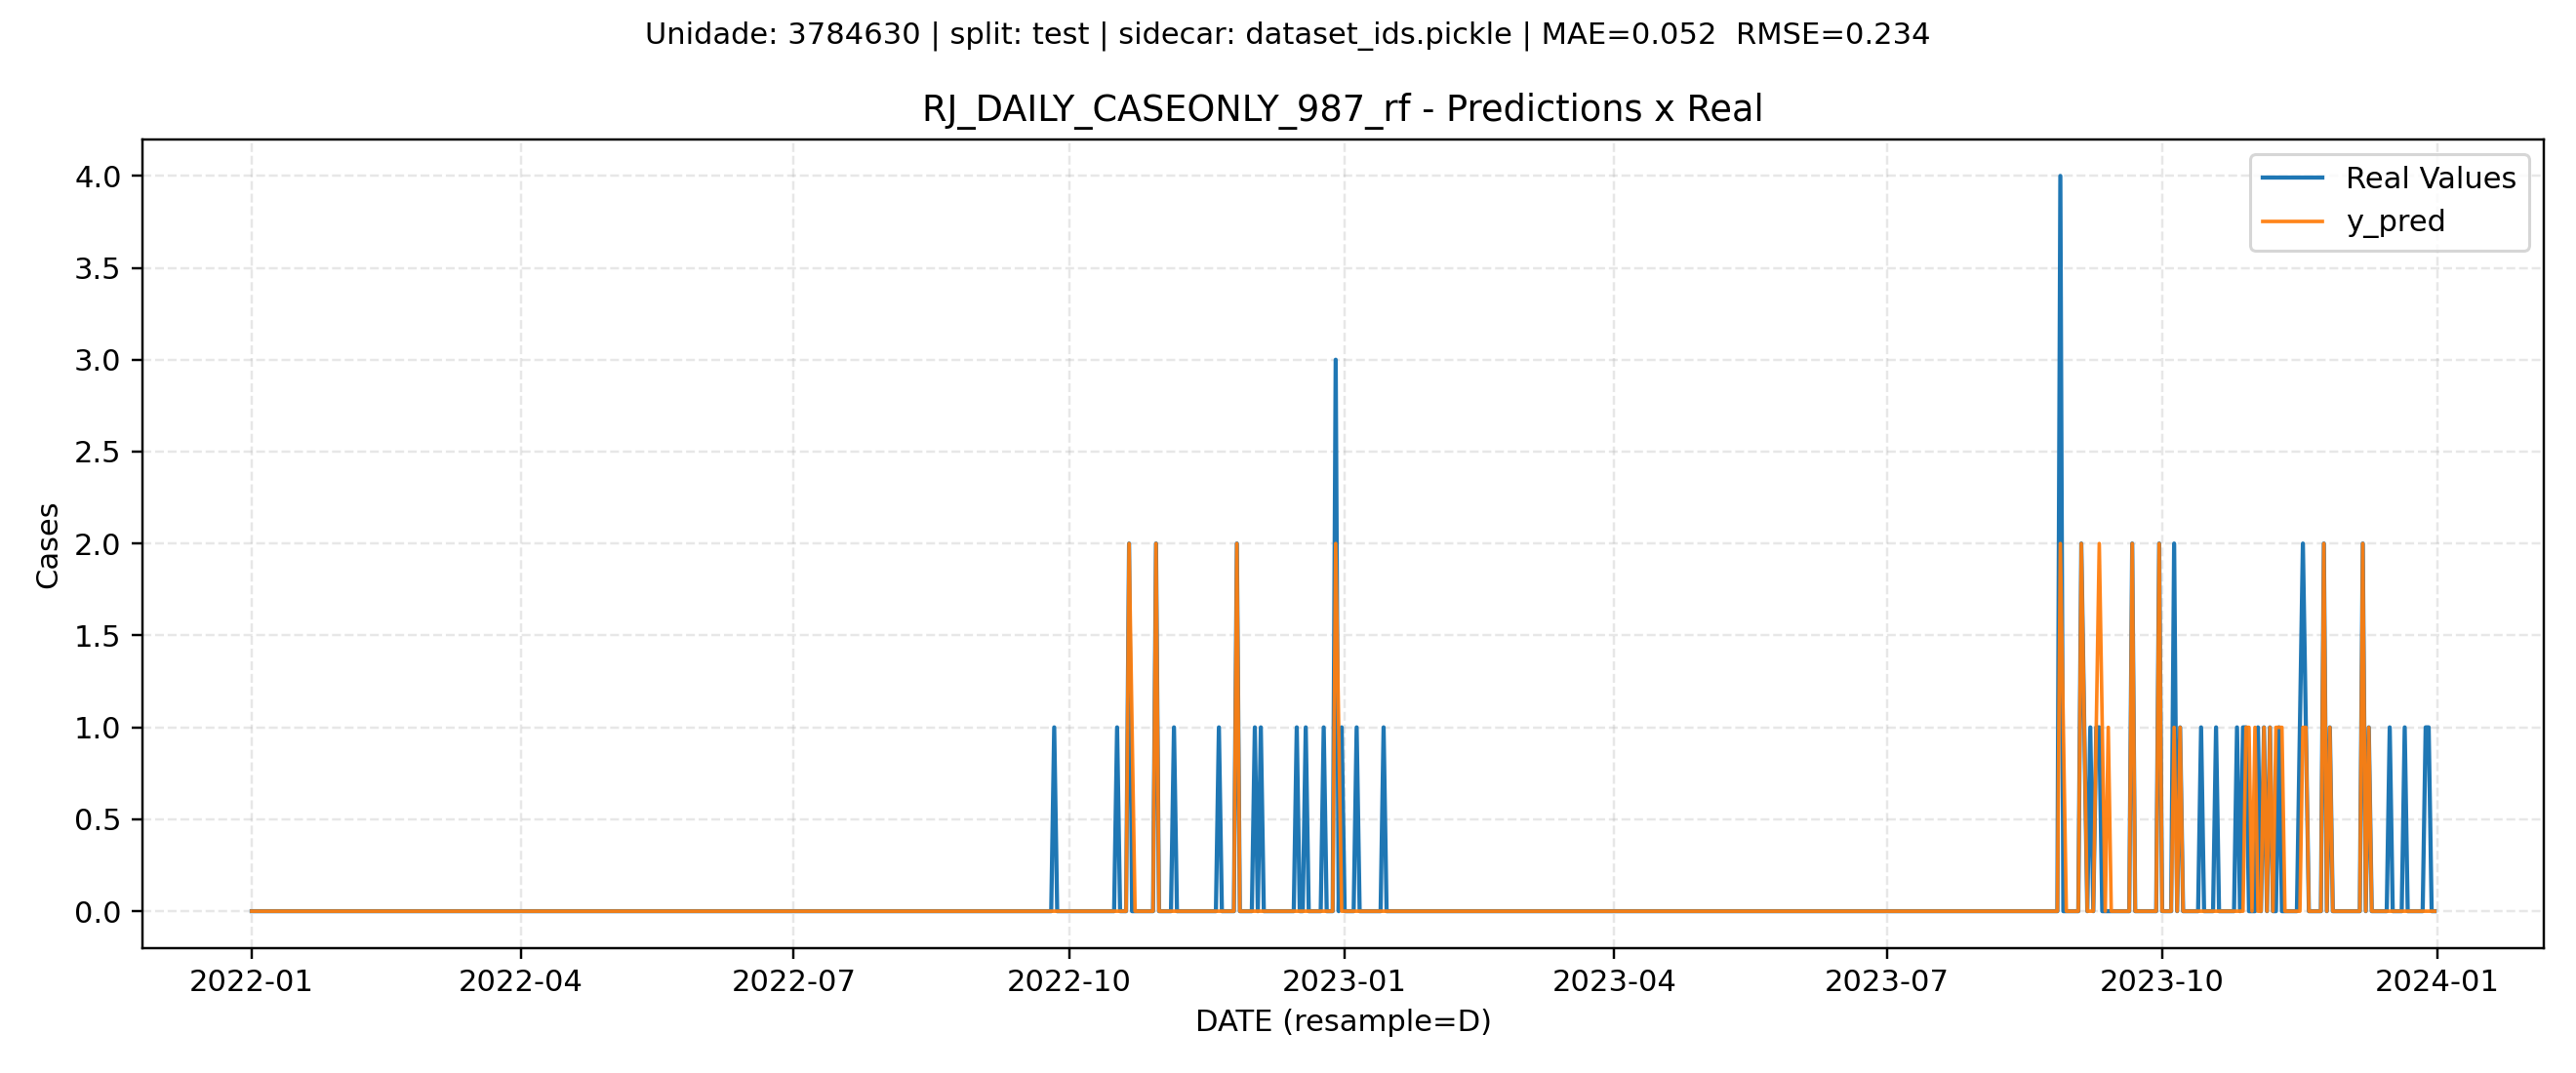 Unidade: 3784630 | split: test | sidecar: dataset_ids.pickle | MAE=0.052  RMSE=0.234
RJ_DAILY_CASEONLY_987_rf - Predictions x Real
Real Values
y_pred
Cases
4.0
3.5
3.0
2.5
2.0
1.5
1.0
0.5
0.0
2022-01 2022-04 2022-07 2022-10 2023-01 2023-04 2023-07 2023-10 2024-01
DATE (resample=D)